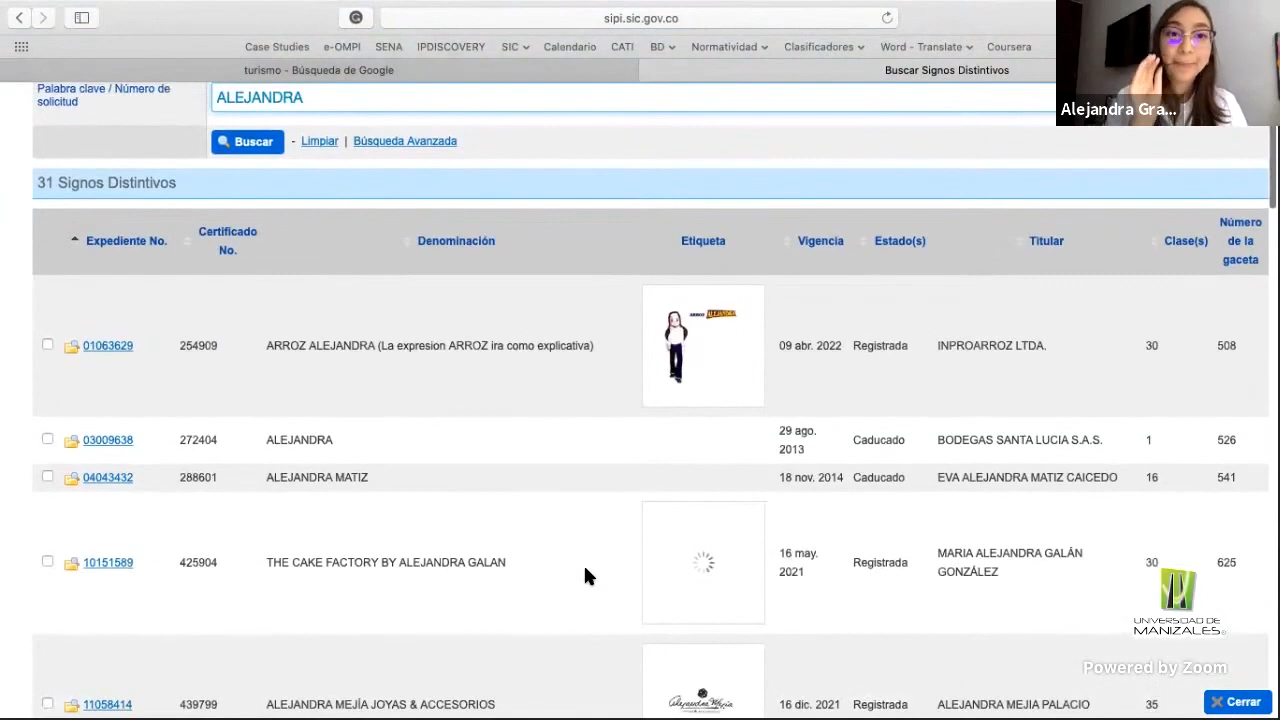 sipi.sic.gov.co
Case Studies e-OMPI SENA IPDISCOVERY SIC Calendario CATI BD Normatividad Clasificadores Word - Translate Coursera
turismo - Búsqueda de Google Buscar Signos Distintivos
Alejandra Gra...
Palabra clave / Número de
solicitud
ALEJANDRA
Buscar - Limpiar | Búsqueda Avanzada
31 Signos Distintivos
Expediente No. Certificado No. Denominación Etiqueta Vigencia Estado(s) Titular Clase(s) Número de la gaceta
ARROZ ALEJANDRA
01063629 254909 ARROZ ALEJANDRA (La expresion ARROZ ira como explicativa) 09 abr. 2022 Registrada INPROARROZ LTDA. 30 508
03009638 272404 ALEJANDRA 29 ago. 2013 Caducado BODEGAS SANTA LUCIA S.A.S. 1 526
04043432 288601 ALEJANDRA MATIZ 18 nov. 2014 Caducado EVA ALEJANDRA MATIZ CAICEDO 16 541
10151589 425904 THE CAKE FACTORY BY ALEJANDRA GALAN 16 may. 2021 Registrada MARIA ALEJANDRA GALÁN GONZÁLEZ 30 625
UNIVERSIDAD DE
MANIZALES
Powered by Zoom
Alejandra Mejía
11058414 439799 ALEJANDRA MEJÍA JOYAS & ACCESORIOS 16 dic. 2021 Registrada ALEJANDRA MEJIA PALACIO 35
Cerrar